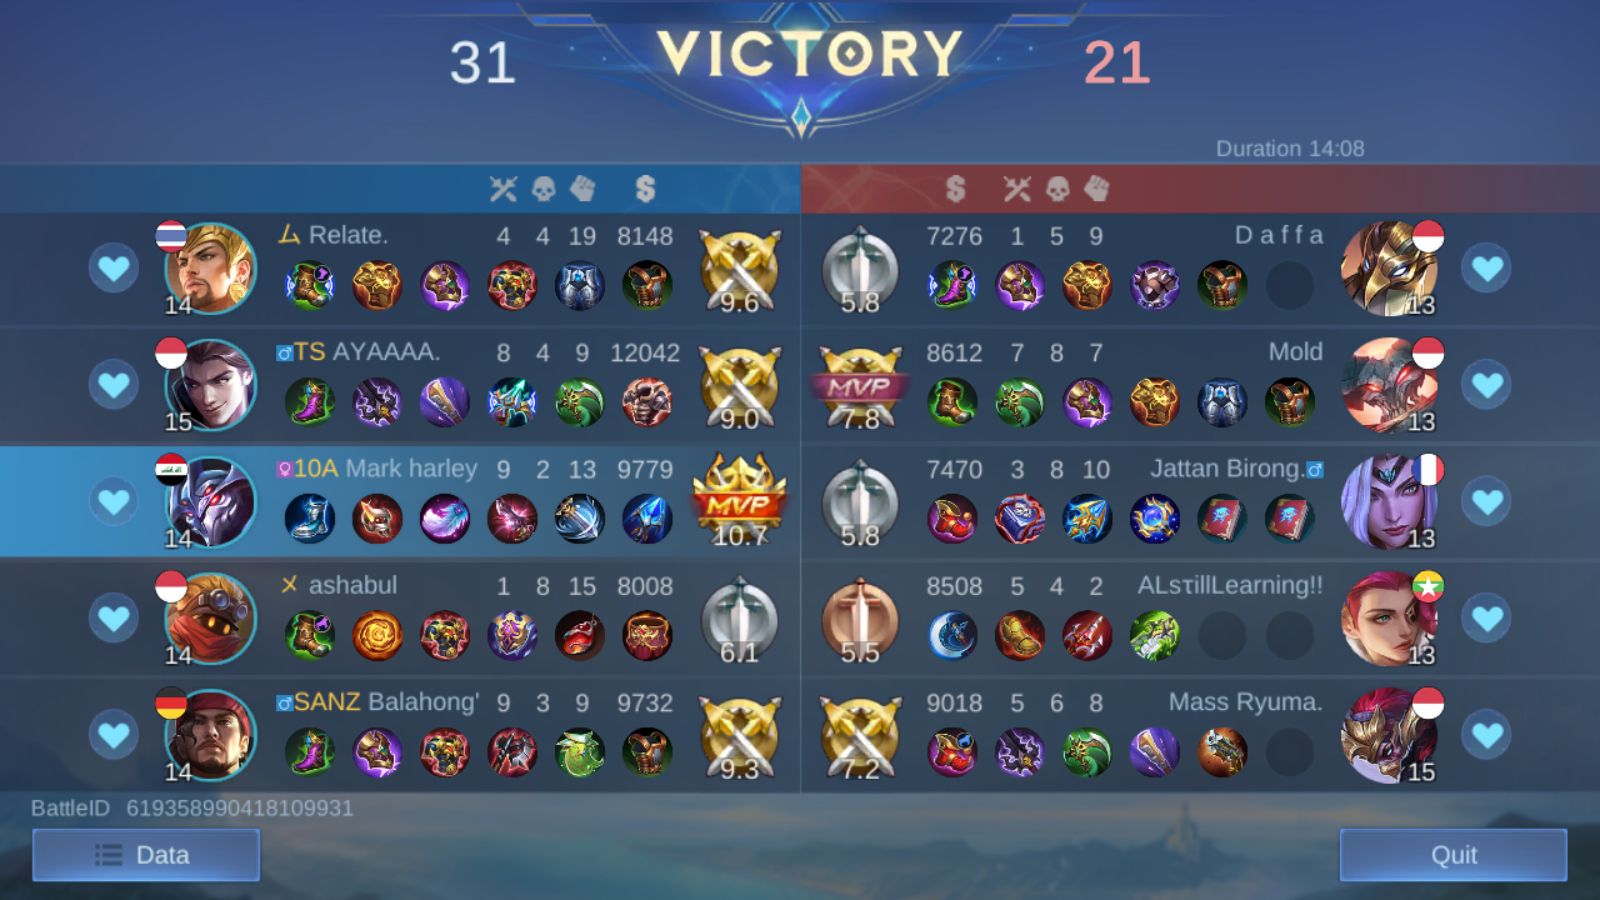 31 VICTORY 21
Duration 14:08
ム Relate. 4 4 19 8148 9.6 14
5.8 7276 1 5 9 D a f f a 13
TS AYAAAA. 8 4 9 12042 9.0 15
MVP 7.8 8612 7 8 7 Mold 13
10A Mark harley 9 2 13 9779 MVP 10.7 14
5.8 7470 3 8 10 Jattan Birong. 13
メ ashabul 1 8 15 8008 6.1 14
5.5 8508 5 4 2 ALsτillLearning!! 13
SANZ Balahong' 9 3 9 9732 9.3 14
7.2 9018 5 6 8 Mass Ryuma. 15
BattleID 619358990418109931
Data
Quit